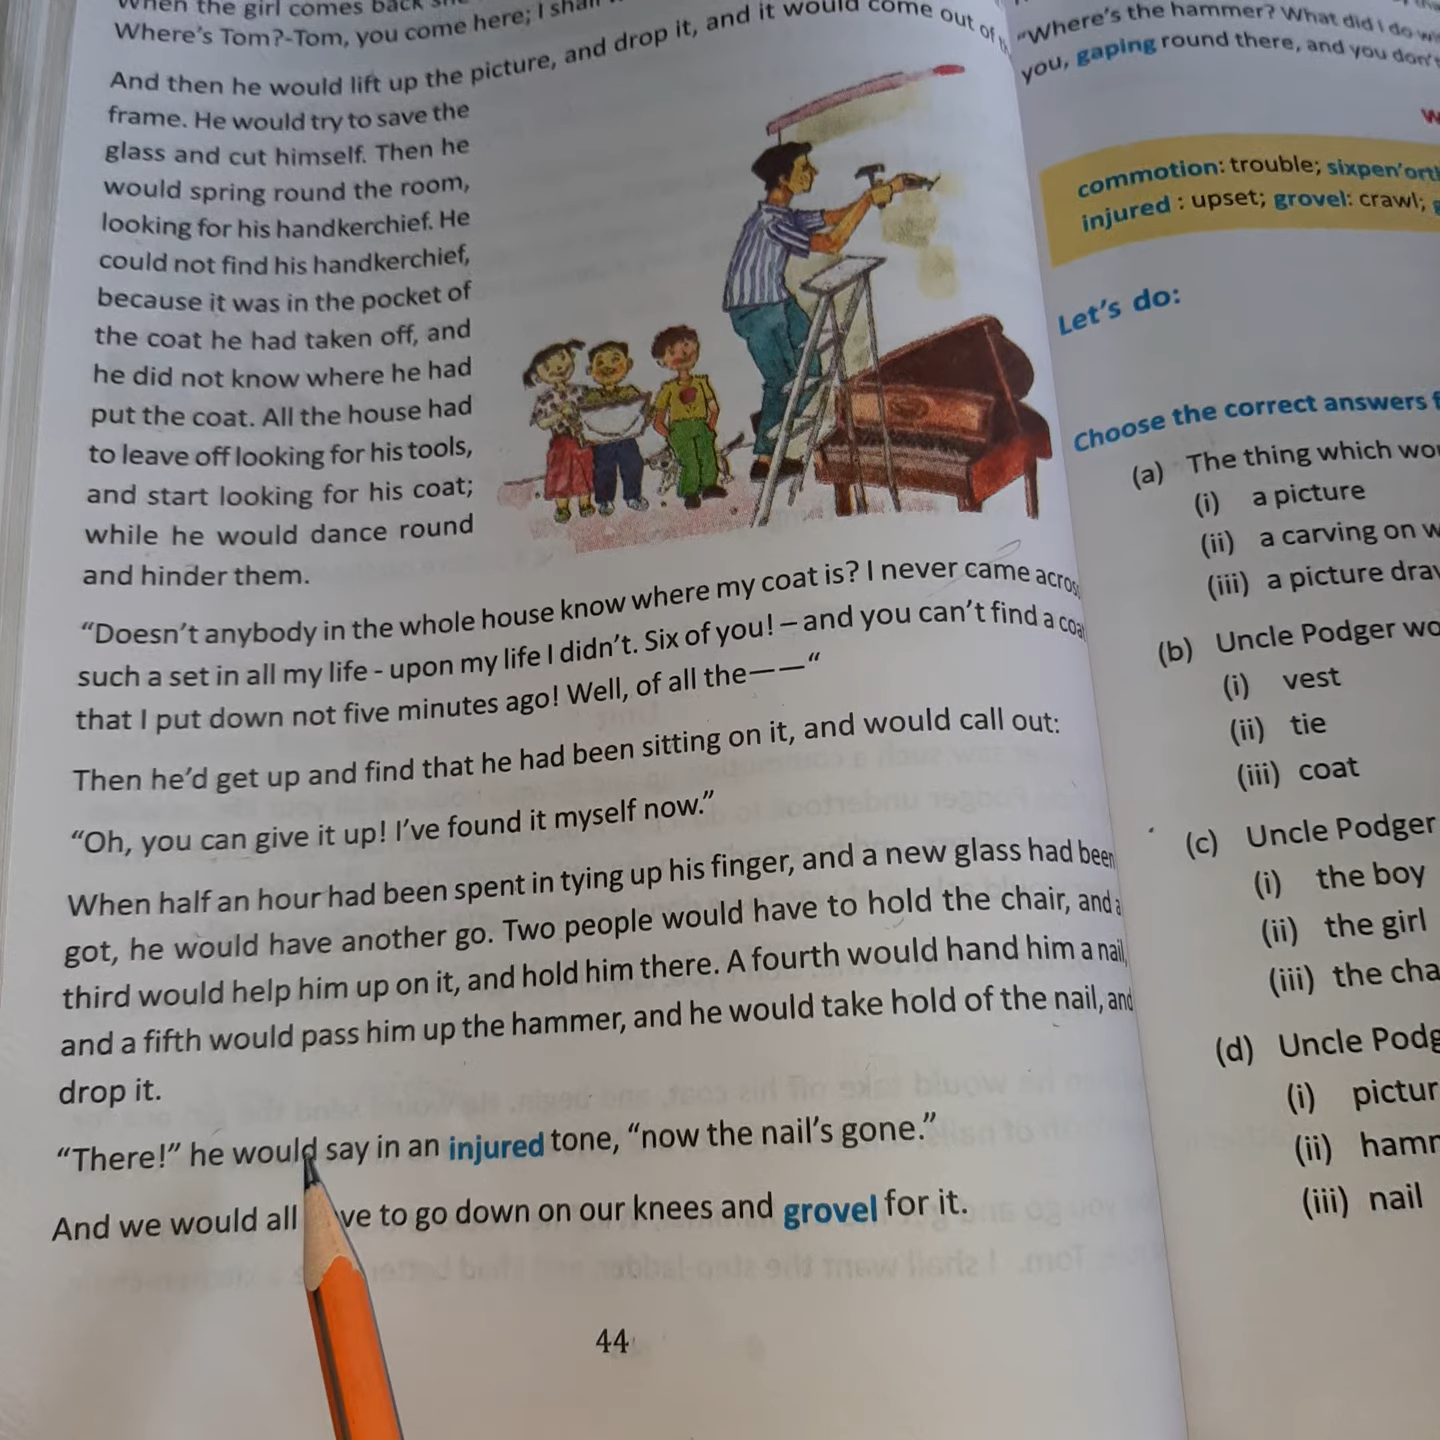 When the girl comes back
Where's Tom?-Tom, you come here; I shall
And then he would lift up the picture, and drop it, and it would come out of
frame. He would try to save the
glass and cut himself. Then he
would spring round the room,
looking for his handkerchief. He
could not find his handkerchief,
because it was in the pocket of
the coat he had taken off, and
he did not know where he had
put the coat. All the house had
to leave off looking for his tools,
and start looking for his coat;
while he would dance round
and hinder them.
“Doesn't anybody in the whole house know where my coat is? I never came across
such a set in all my life - upon my life I didn't. Six of you! – and you can't find a coat
that I put down not five minutes ago! Well, of all the——“
Then he'd get up and find that he had been sitting on it, and would call out:
“Oh, you can give it up! I've found it myself now.”
When half an hour had been spent in tying up his finger, and a new glass had been
got, he would have another go. Two people would have to hold the chair, and a
third would help him up on it, and hold him there. A fourth would hand him a nail,
and a fifth would pass him up the hammer, and he would take hold of the nail, and
drop it.
“There!” he would say in an injured tone, “now the nail's gone.”
And we would all ve to go down on our knees and grovel for it.
44
“Where's the hammer? What did I do
you, gaping round there, and you don't
commotion: trouble; sixpen'orth
injured : upset; grovel: crawl;
Let's do:
Choose the correct answers
(a) The thing which
(i) a picture
(ii) a carving on
(iii) a picture
(b) Uncle Podger
(i) vest
(ii) tie
(iii) coat
(c) Uncle Podger
(i) the boy
(ii) the girl
(iii) the
(d) Uncle
(i)
(ii)
(iii) nail